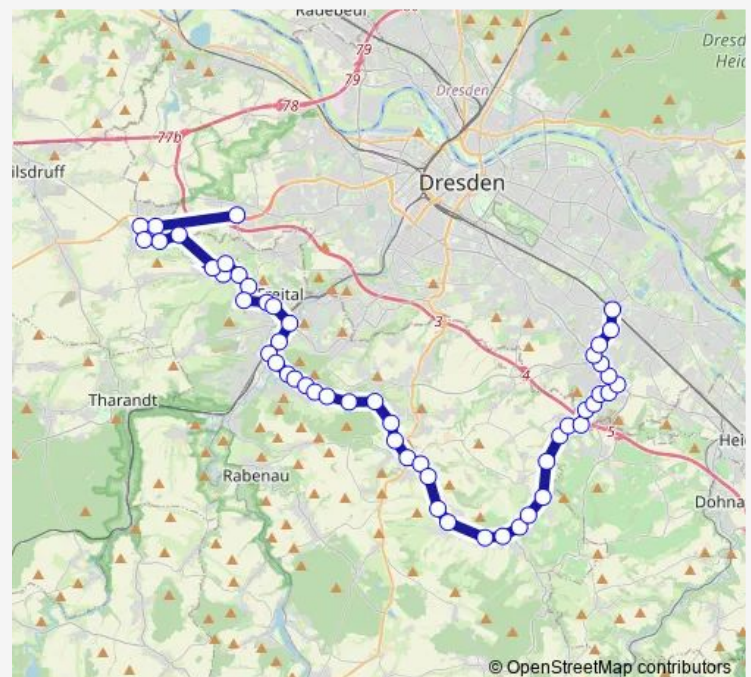 Radebeul
79
79
78
77b
Dresden
Dresd
Heid
ilsdruff
Dresden
Freital
3
4
5
Tharandt
Rabenau
Hei
Dohna
© OpenStreetMap contributors